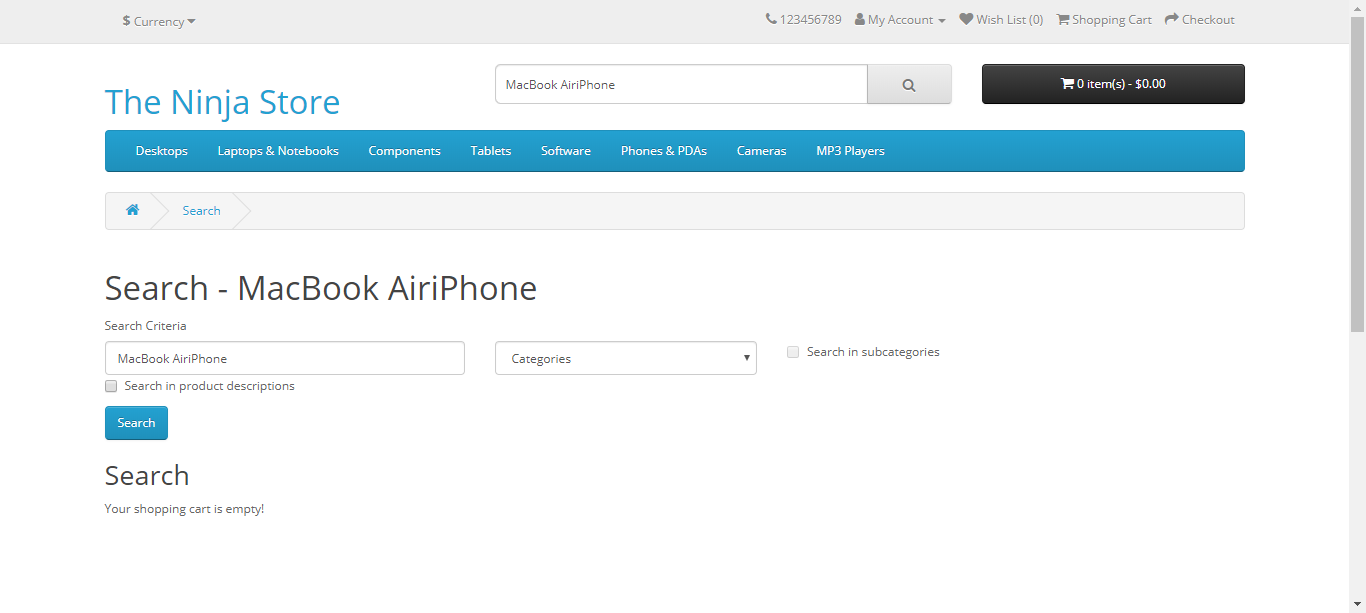 $ Currency
123456789 My Account Wish List (0) Shopping Cart Checkout
The Ninja Store
MacBook AiriPhone
0 item(s) - $0.00
Desktops Laptops & Notebooks Components Tablets Software Phones & PDAs Cameras MP3 Players
Search
Search - MacBook AiriPhone
Search Criteria
MacBook AiriPhone
Categories
Search in subcategories
Search in product descriptions
Search
Search
Your shopping cart is empty!